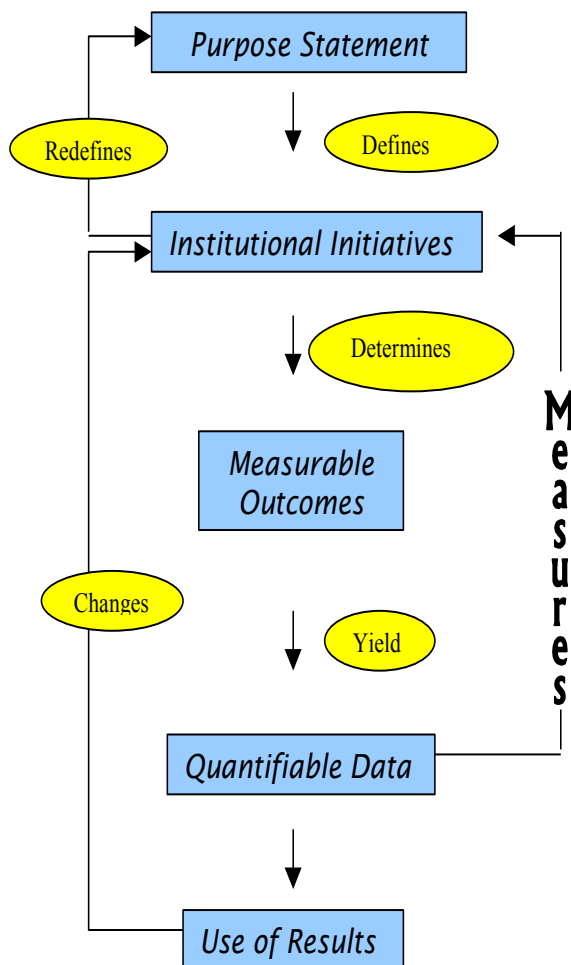 Purpose Statement
Redefines
Defines
Institutional Initiatives
Determines
Measurable
Outcomes
Measures
Changes
Yield
Quantifiable Data
Use of Results